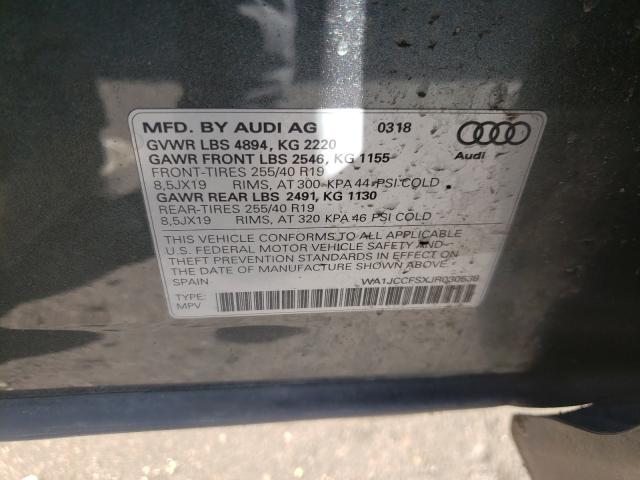 MFD. BY AUDI AG 0318
GVWR LBS 4894, KG 2220
GAWR FRONT LBS 2546, KG 1155
FRONT-TIRES 255/40 R19
8,5JX19 RIMS, AT 300 KPA 44 PSI COLD
GAWR REAR LBS 2491, KG 1130
REAR-TIRES 255/40 R19
8,5JX19 RIMS, AT 320 KPA 46 PSI COLD
Audi
THIS VEHICLE CONFORMS TO ALL APPLICABLE
U.S. FEDERAL MOTOR VEHICLE SAFETY AND
THEFT PREVENTION STANDARDS IN EFFECT ON
THE DATE OF MANUFACTURE SHOWN ABOVE.
SPAIN WA1JCCFSXJR030538
TYPE:
MPV